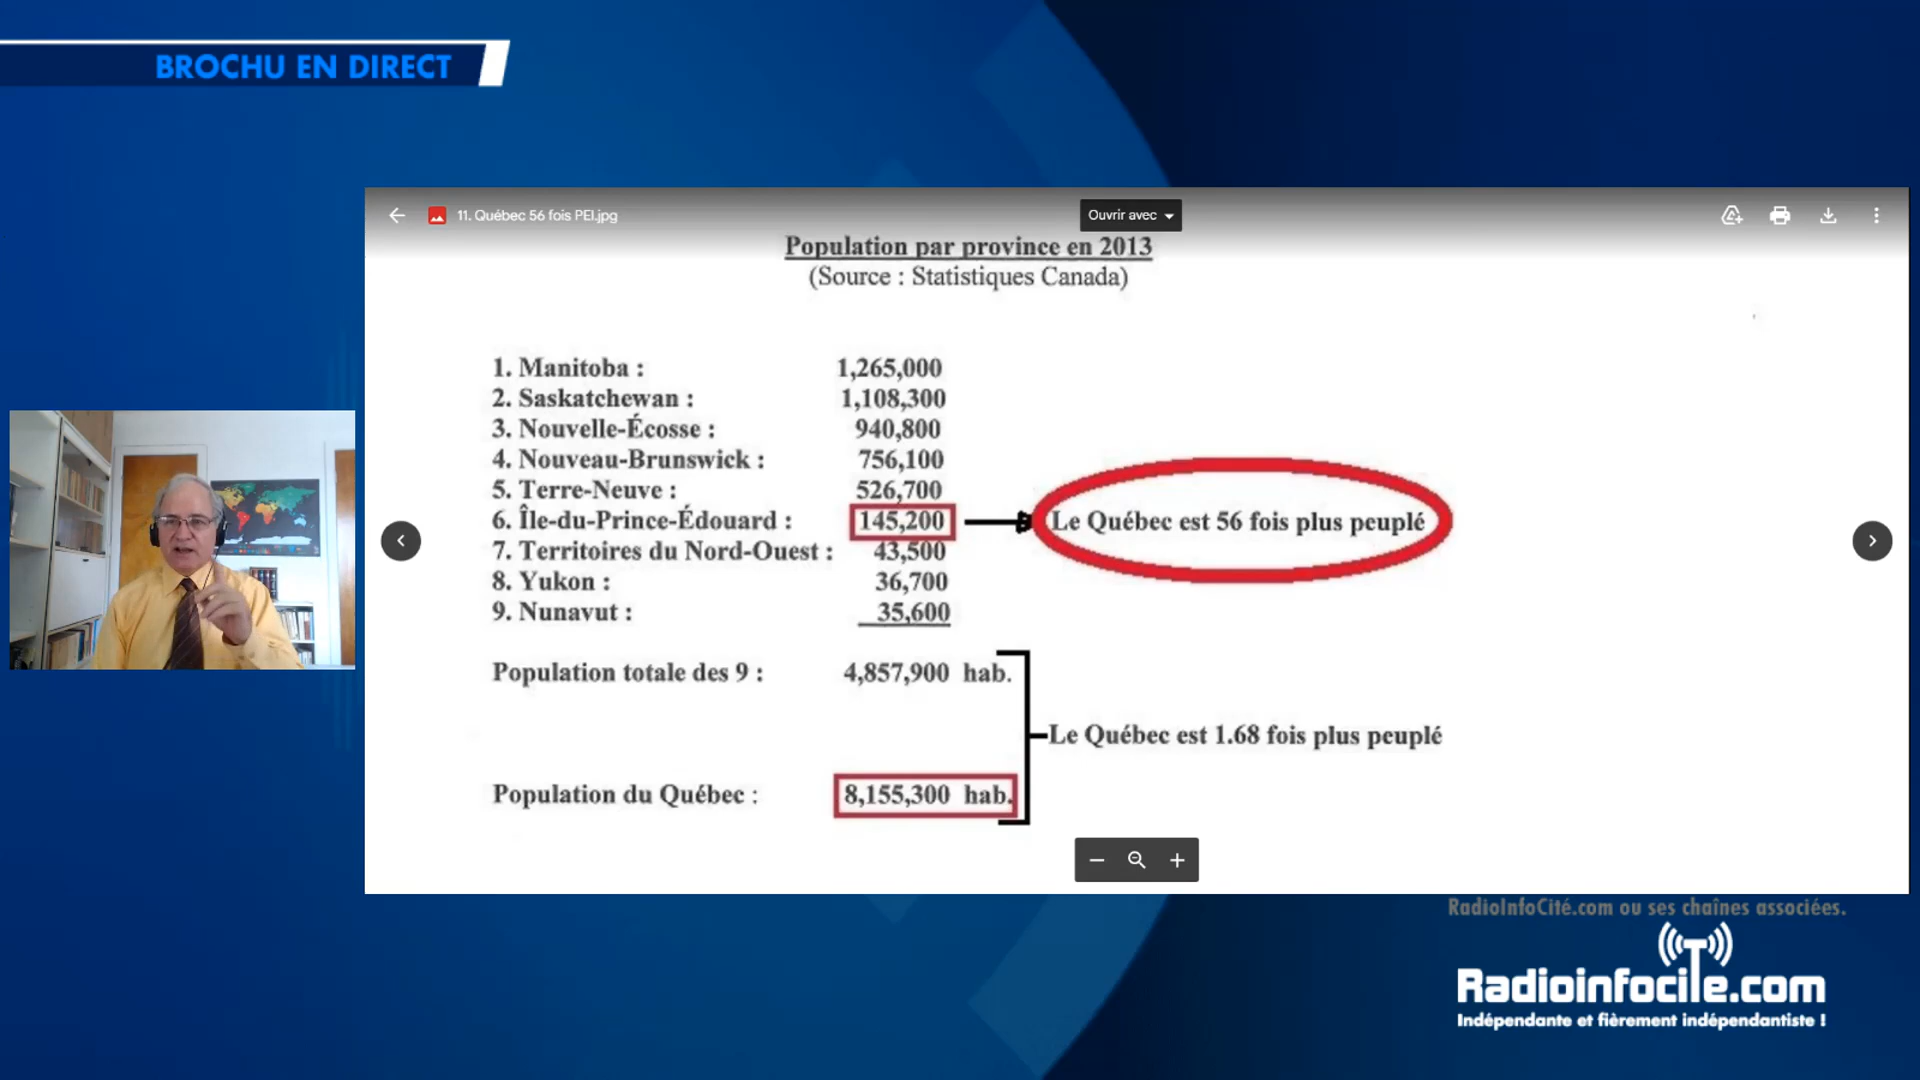 BROCHU EN DIRECT
11. Québec 56 fois PEI.jpg
Ouvrir avec
Population par province en 2013
(Source : Statistiques Canada)
1. Manitoba : 1,265,000
2. Saskatchewan : 1,108,300
3. Nouvelle-Écosse : 940,800
4. Nouveau-Brunswick : 756,100
5. Terre-Neuve : 526,700
6. Île-du-Prince-Édouard : 145,200 Le Québec est 56 fois plus peuplé
7. Territoires du Nord-Ouest : 43,500
8. Yukon : 36,700
9. Nunavut : 35,600
Population totale des 9 : 4,857,900 hab.
Le Québec est 1.68 fois plus peuplé
Population du Québec : 8,155,300 hab.
RadioInfoCité.com ou ses chaînes associées.
Radioinfocite.com
Indépendante et fièrement indépendantiste !